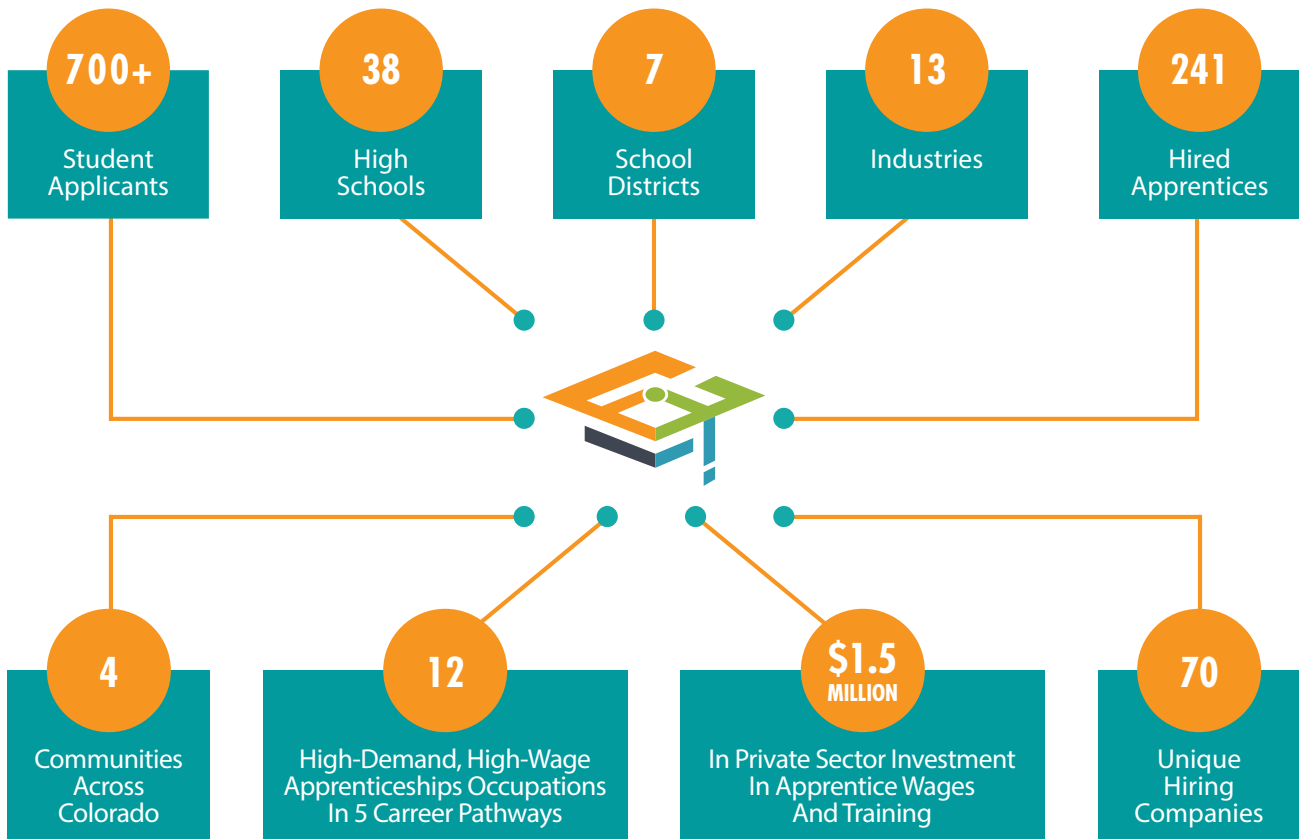 700+
Student
Applicants
38
High
Schools
7
School
Districts
13
Industries
241
Hired
Apprentices
4
Communities
Across
Colorado
12
High-Demand, High-Wage
Apprenticeships Occupations
In 5 Carreer Pathways
$1.5
MILLION
In Private Sector Investment
In Apprentice Wages
And Training
70
Unique
Hiring
Companies